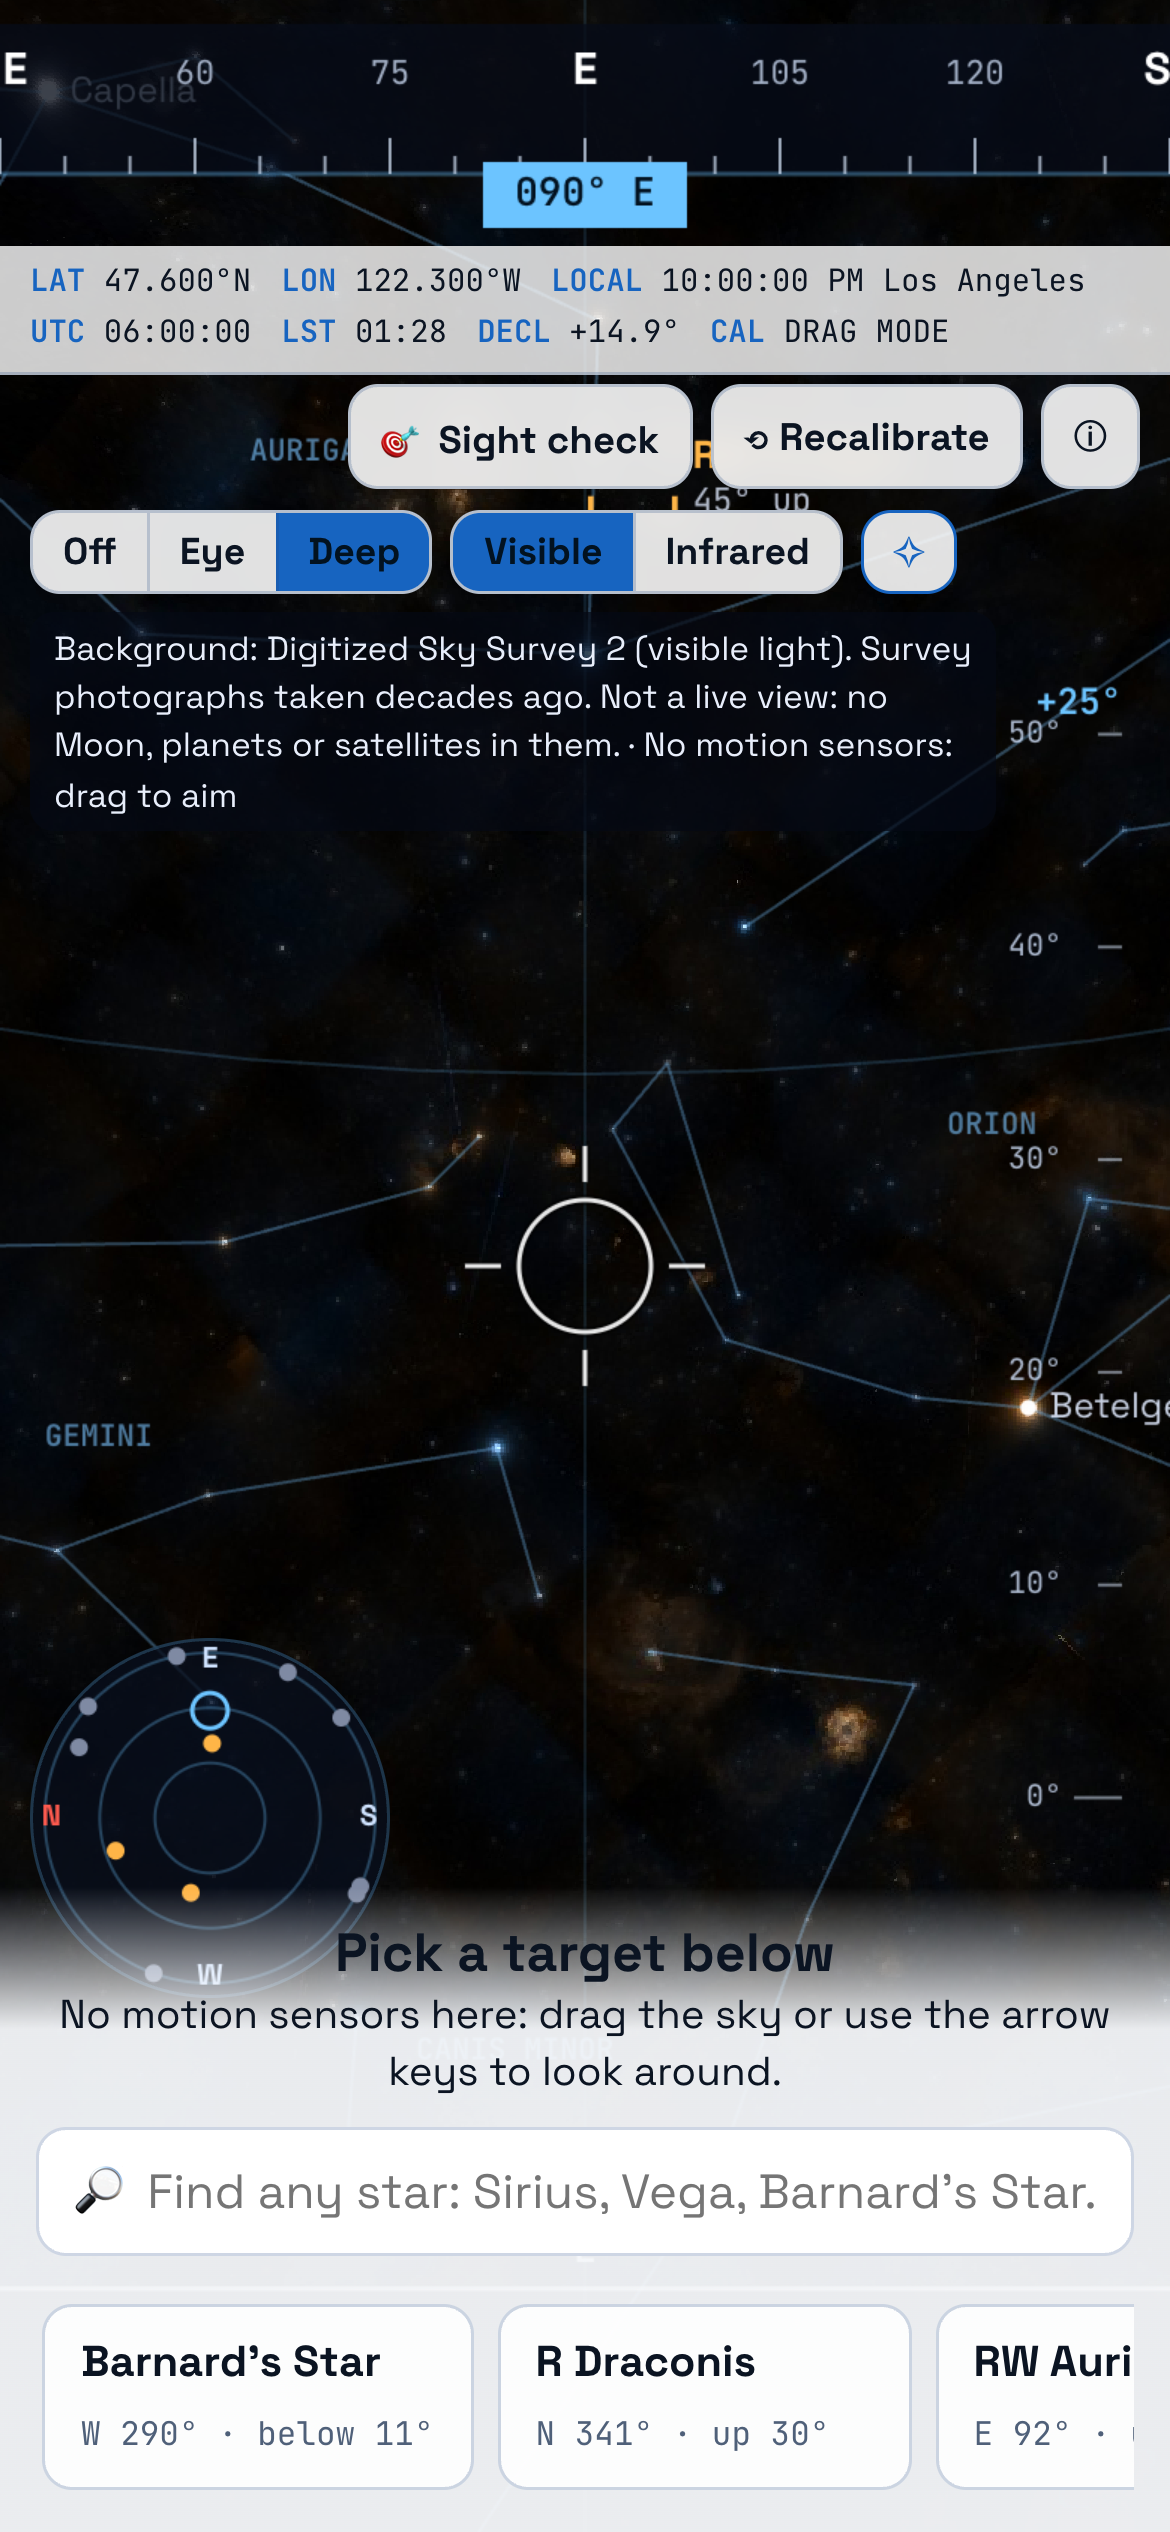 E 60 75 E 105 120 S
Capella
090° E
LAT 47.600°N LON 122.300°W LOCAL 10:00:00 PM Los Angeles
UTC 06:00:00 LST 01:28 DECL +14.9° CAL DRAG MODE
AURIGA
🎯 Sight check
R
⟲ Recalibrate
ⓘ
45° up
Off Eye Deep Visible Infrared
Background: Digitized Sky Survey 2 (visible light). Survey
photographs taken decades ago. Not a live view: no
Moon, planets or satellites in them. · No motion sensors:
drag to aim
+25°
50°
40°
ORION
30°
20°
GEMINI
10°
E
0°
N S
W
Pick a target below
No motion sensors here: drag the sky or use the arrow
CANIS MINOR
keys to look around.
🔎 Find any star: Sirius, Vega, Barnard's Star.
Barnard's Star
W 290° · below 11°
R Draconis
N 341° · up 30°
RW
E 92° ·